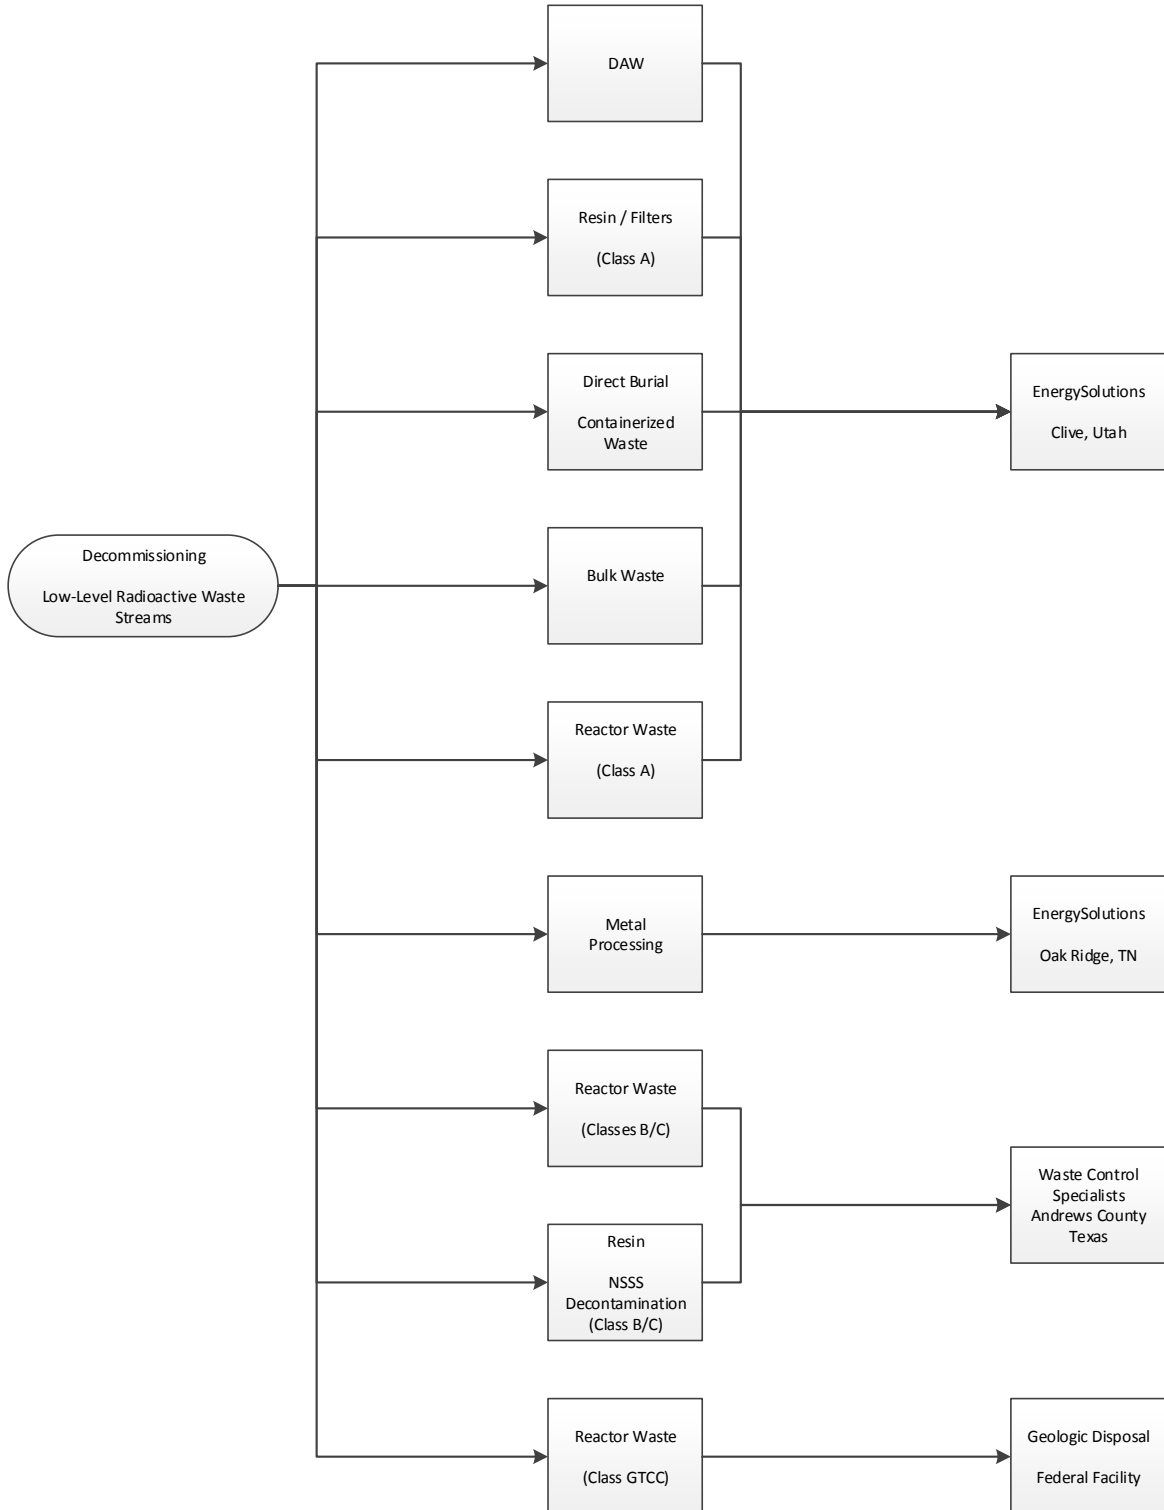 DAW
Resin / Filters
(Class A)
Direct Burial
Containerized
Waste
EnergySolutions
Clive, Utah
Decommissioning
Low-Level Radioactive Waste
Streams
Bulk Waste
Reactor Waste
(Class A)
Metal
Processing
EnergySolutions
Oak Ridge, TN
Reactor Waste
(Classes B/C)
Resin
NSSS
Decontamination
(Class B/C)
Waste Control
Specialists
Andrews County
Texas
Reactor Waste
(Class GTCC)
Geologic Disposal
Federal Facility